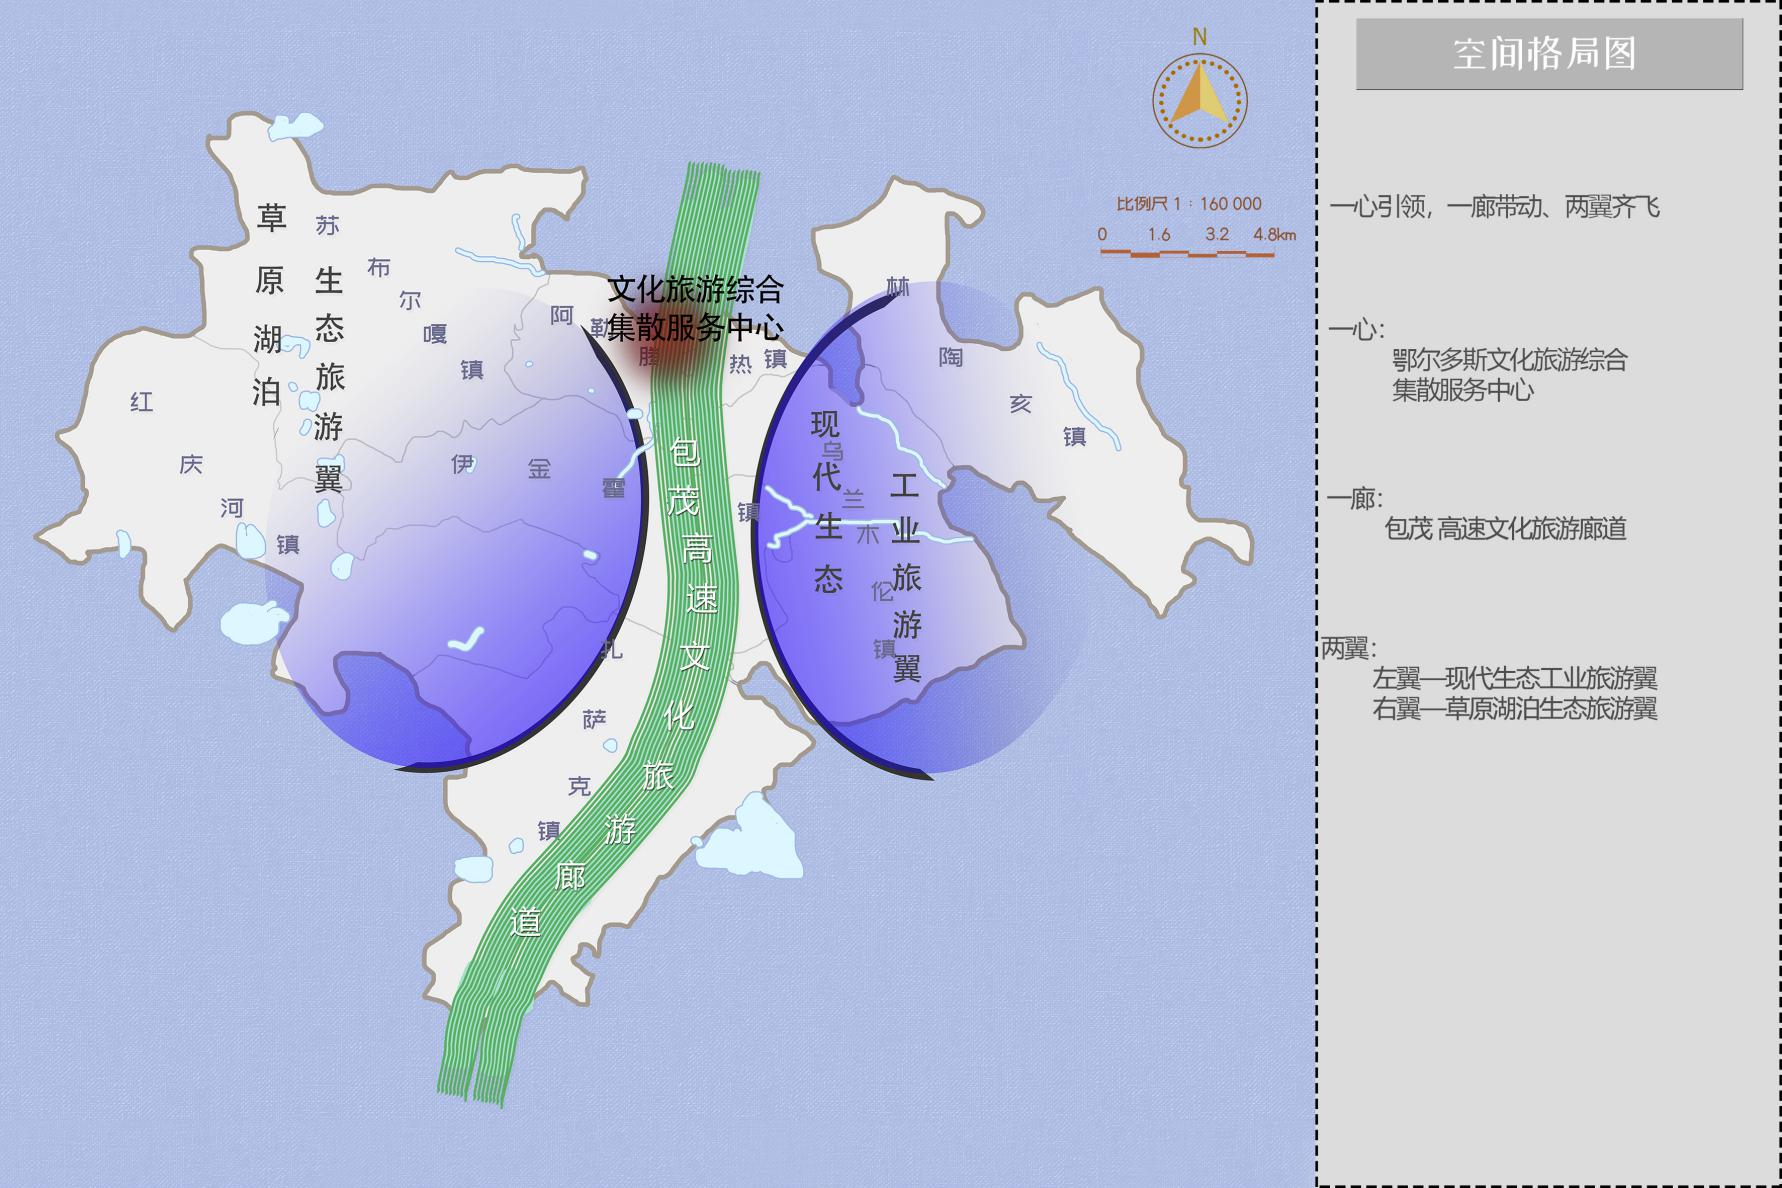 空间格局图
一心引领，一廊带动、两翼齐飞
一心：
鄂尔多斯文化旅游综合
集散服务中心
一廊：
包茂 高速文化旅游廊道
两翼：
左翼—现代生态工业旅游翼
右翼—草原湖泊生态旅游翼
N
比例尺 1 : 160 000
0 1.6 3.2 4.8km
文化旅游综合
集散服务中心
草原湖泊
生态旅游翼
包茂高速文化旅游廊道
现代生态
工业旅游翼
苏布尔嘎镇
红庆河镇
阿勒腾
热镇
伊金霍
镇
林陶亥镇
乌兰木伦镇
扎萨克镇